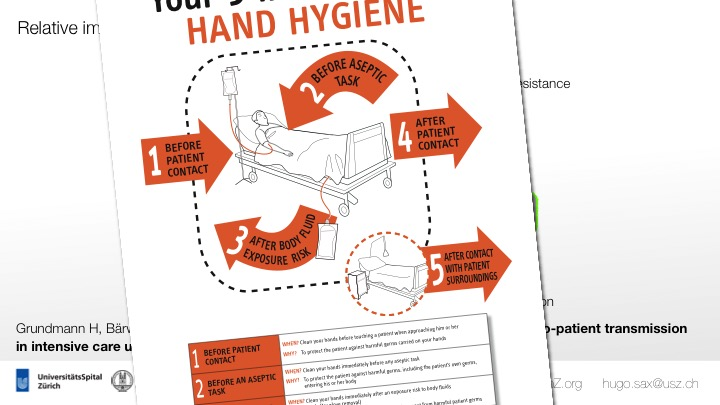 Relative im
HAND HYGIENE
esistance
2 BEFORE ASEPTIC
TASK
1 BEFORE
PATIENT
CONTACT
4 AFTER
PATIENT
CONTACT
3 AFTER BODY FLUID
EXPOSURE RISK
5 AFTER CONTACT
WITH PATIENT
SURROUNDINGS
on
Grundmann H, Bärw
o-patient transmission
in intensive care u
1 BEFORE PATIENT
CONTACT
WHEN? Clean your hands before touching a patient when approaching him or her
WHY? To protect the patient against harmful germs carried on your hands
2 BEFORE AN ASEPTIC
TASK
WHEN? Clean your hands immediately before any aseptic task
WHY? To protect the patient against harmful germs, including the patient's own germs,
entering his or her body
WHEN? Clean your hands immediately after an exposure risk to body fluids
UniversitätsSpital
Zürich
Z.org
hugo.sax@usz.ch